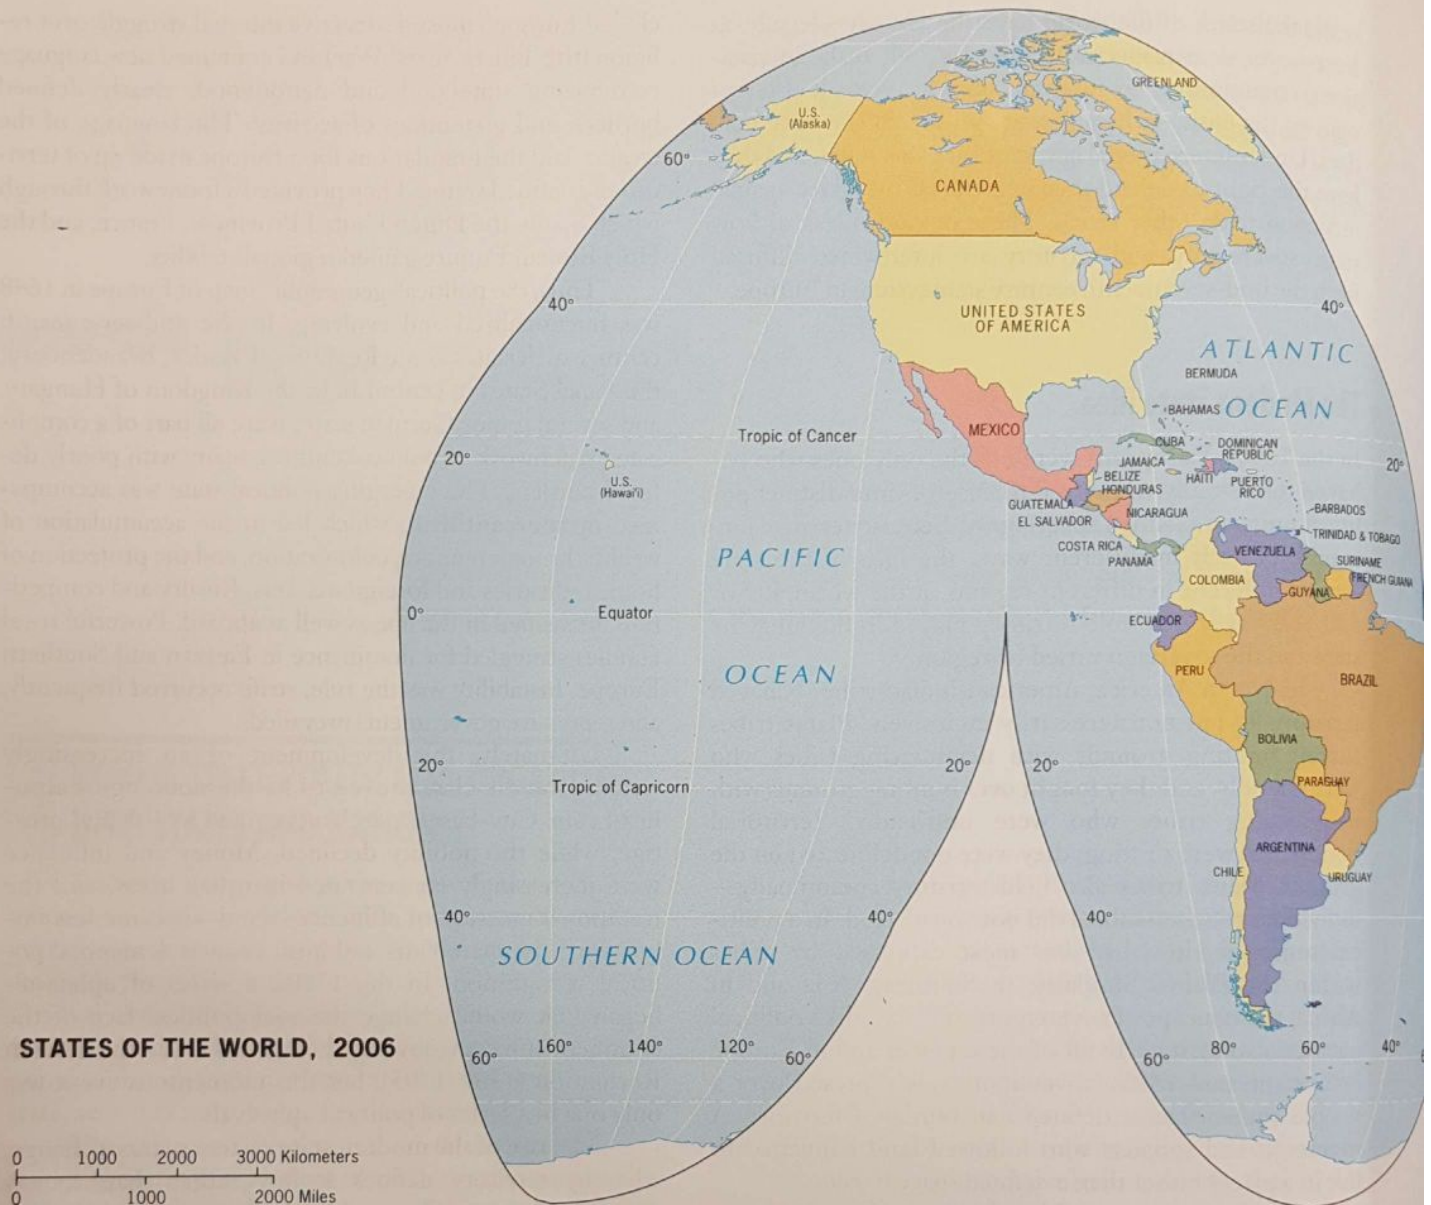 GREENLAND
U.S.
(Alaska)
60°
CANADA
40°
40°
UNITED STATES
OF AMERICA
ATLANTIC
BERMUDA
OCEAN
BAHAMAS
Tropic of Cancer
MEXICO
CUBA
DOMINICAN
REPUBLIC
20°
20°
JAMAICA
HAITI
PUERTO
RICO
U.S.
(Hawai'i)
BELIZE
HONDURAS
GUATEMALA
EL SALVADOR
NICARAGUA
BARBADOS
TRINIDAD & TOBAGO
COSTA RICA
PANAMA
VENEZUELA
SURINAME
FRENCH GUIANA
PACIFIC
COLOMBIA
GUYANA
0°
Equator
ECUADOR
OCEAN
PERU
BRAZIL
BOLIVIA
20°
20°
20°
Tropic of Capricorn
PARAGUAY
ARGENTINA
CHILE
URUGUAY
40°
40°
40°
SOUTHERN OCEAN
STATES OF THE WORLD, 2006
60°
160°
140°
120°
60°
60°
80°
60°
40°
0 1000 2000 3000 Kilometers
0 1000 2000 Miles